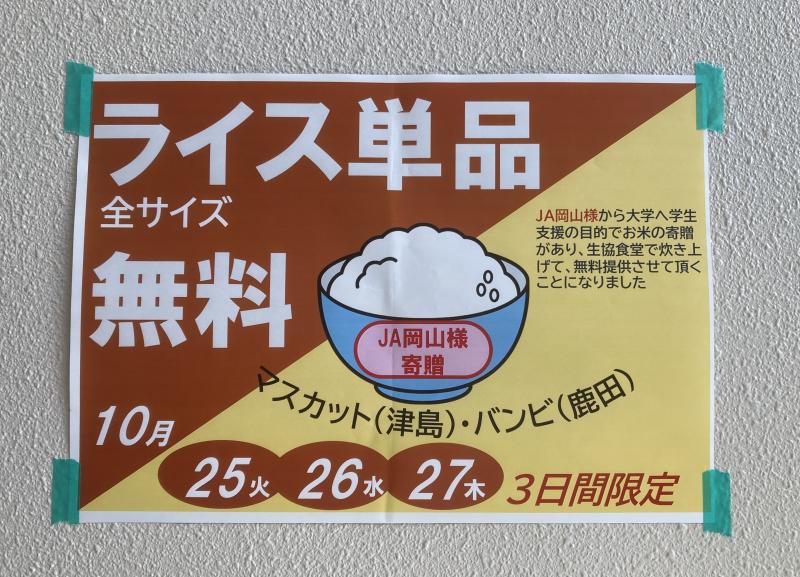 ライス単品
全サイズ
無料
JA岡山様から大学へ学生
支援の目的でお米の寄贈
があり、生協食堂で炊き上
げて、無料提供させて頂く
ことになりました
JA岡山様
寄贈
マスカット(津島)・バンビ(鹿田)
10月
25火 26水 27木 3日間限定